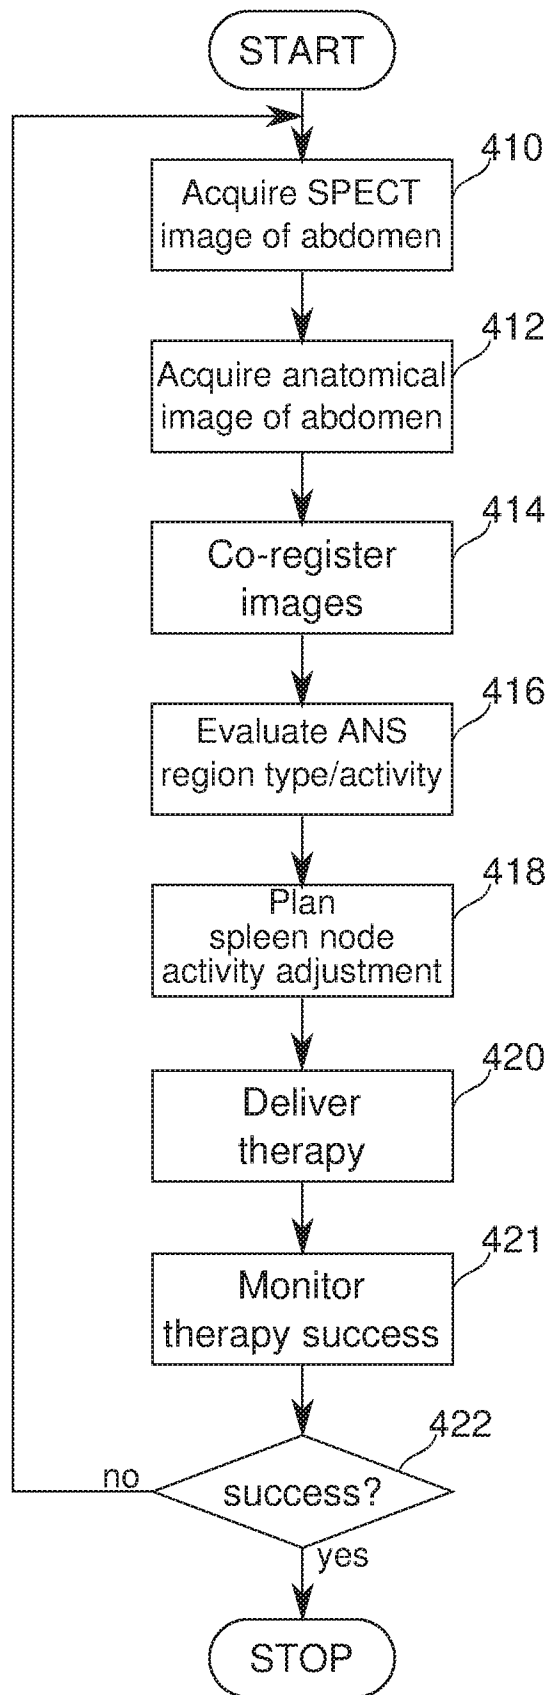 START
410
Acquire SPECT
image of abdomen
412
Acquire anatomical
image of abdomen
414
Co-register
images
416
Evaluate ANS
region type/activity
418
Plan
spleen node
activity adjustment
420
Deliver
therapy
421
Monitor
therapy success
422
no
success?
yes
STOP